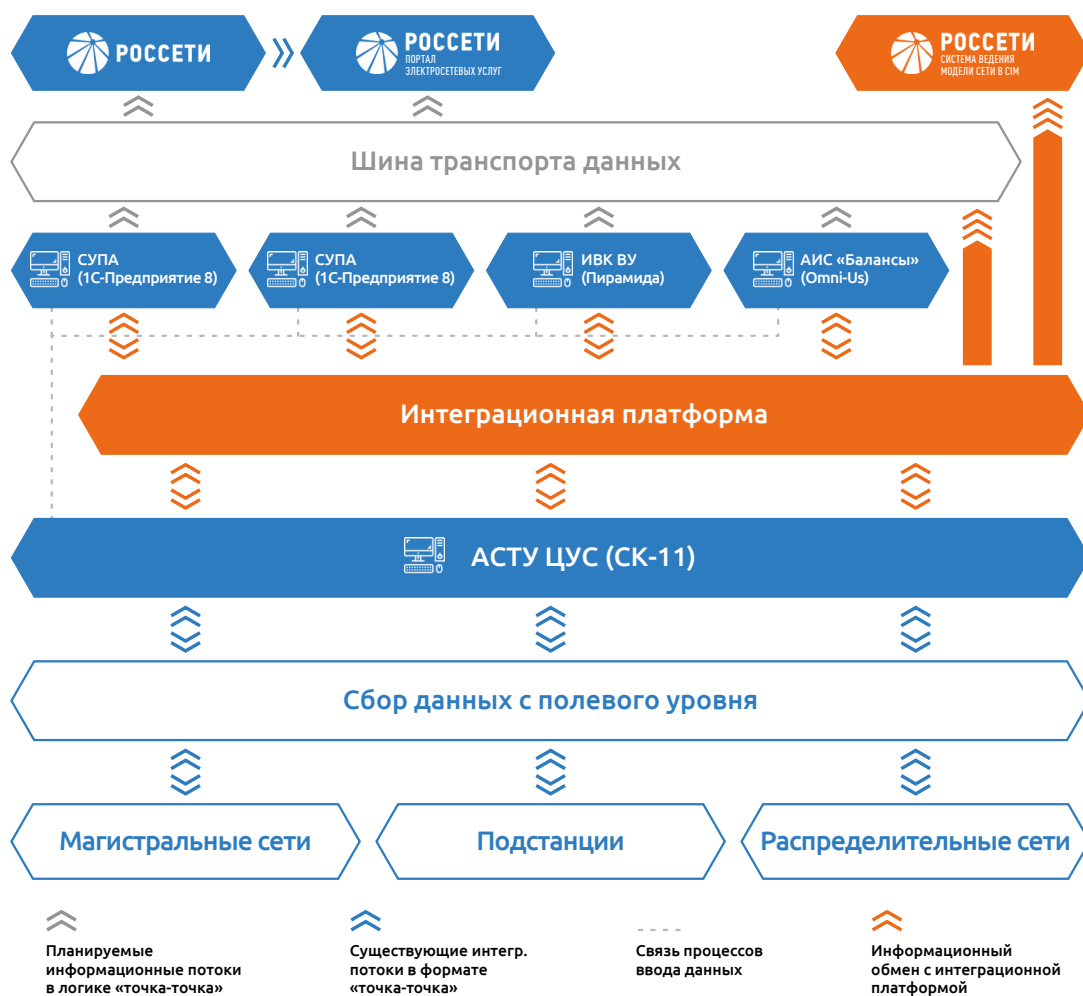 РОССЕТИ
РОССЕТИ
ПОРТАЛ
ЭЛЕКТРОСЕТЕВЫХ УСЛУГ
РОССЕТИ
СИСТЕМА ВЕДЕНИЯ
МОДЕЛИ СЕТИ В CIM
Шина транспорта данных
СУПА
(1С-Предприятие 8)
СУПА
(1С-Предприятие 8)
ИВК ВУ
(Пирамида)
АИС «Балансы»
(Omni-Us)
Интеграционная платформа
АСТУ ЦУС (СК-11)
Сбор данных с полевого уровня
Магистральные сети
Подстанции
Распределительные сети
Планируемые
информационные потоки
в логике «точка-точка»
Существующие интегр.
потоки в формате
«точка-точка»
Связь процессов
ввода данных
Информационный
обмен с интеграционной
платформой